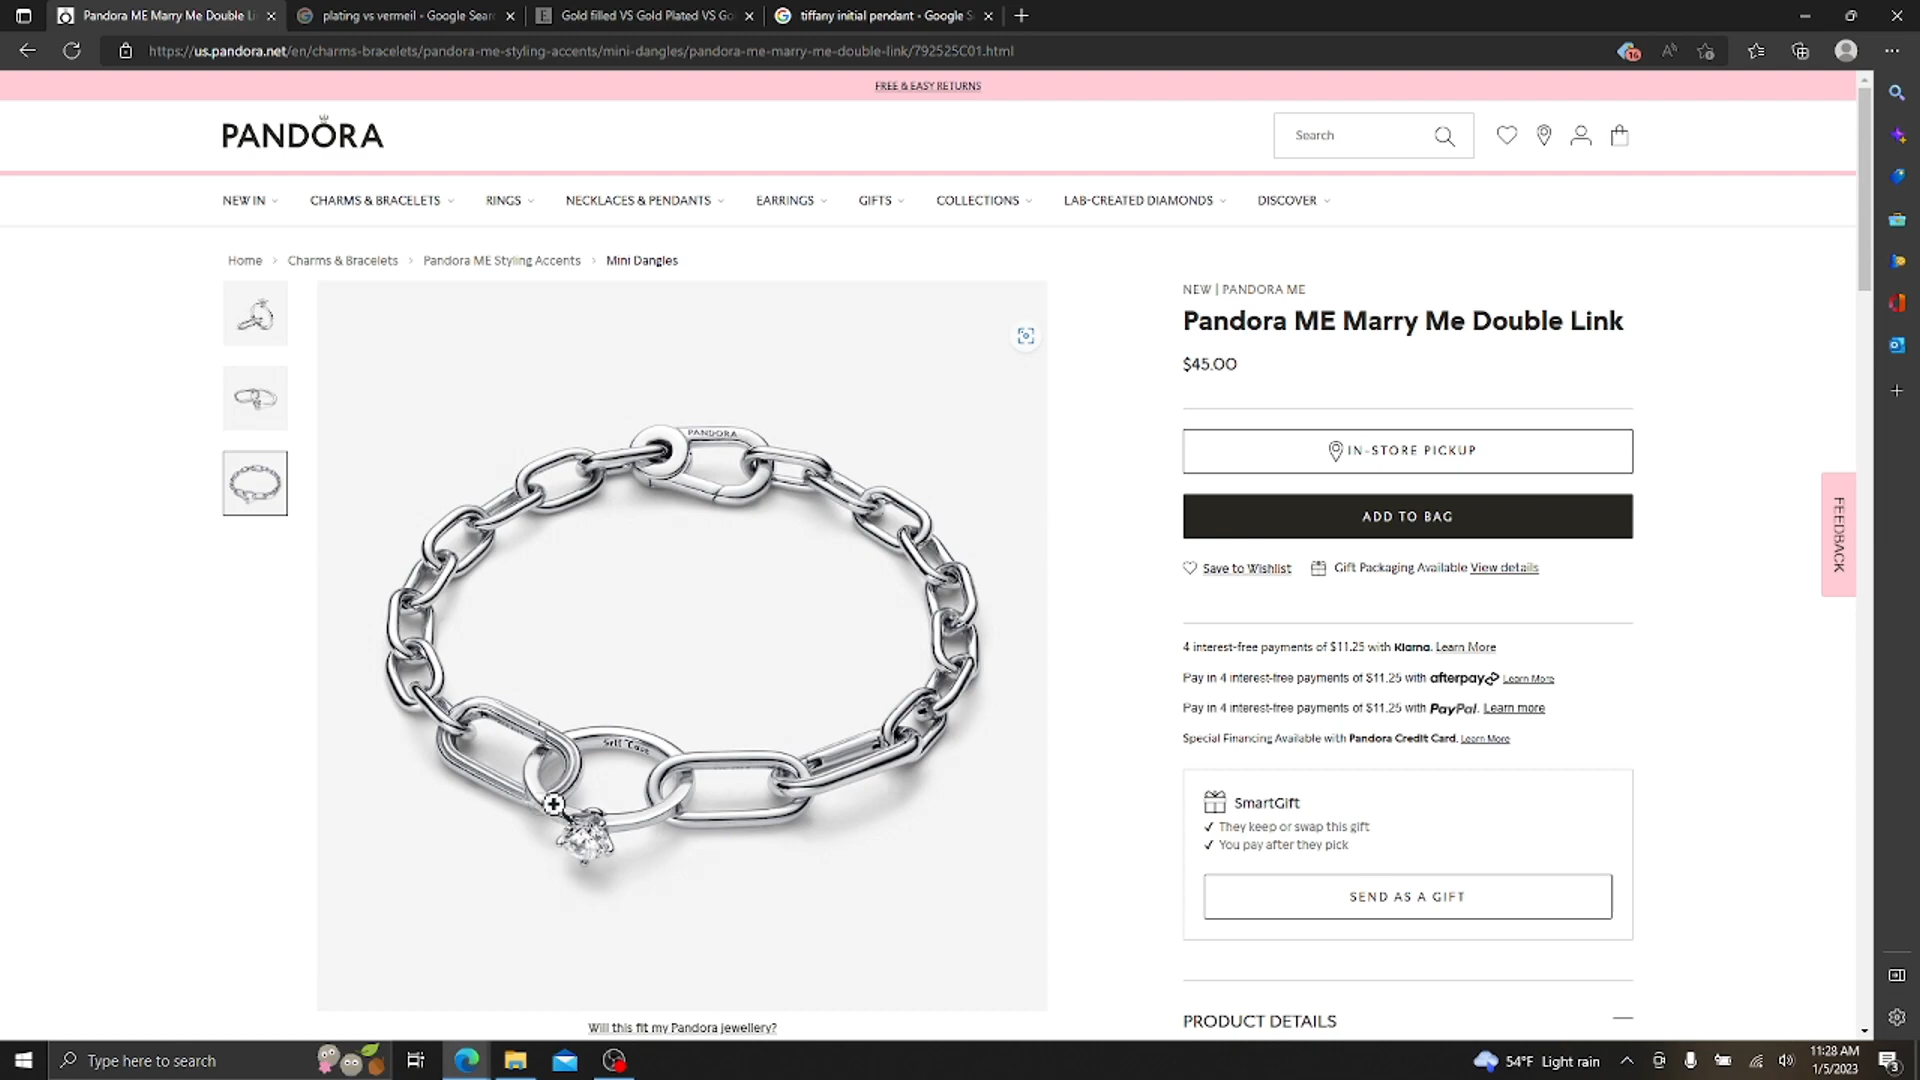 Pandora ME Marry Me Double Li
plating vs vermeil - Google Sear
Gold filled VS Gold Plated VS Go
tiffany initial pendant - Google S
https://us.pandora.net/en/charms-bracelets/pandora-me-styling-accents/mini-dangles/pandora-me-marry-me-double-link/792525C01.html
16
FREE & EASY RETURNS
PANDORA
Search
NEW IN
CHARMS & BRACELETS
RINGS
NECKLACES & PENDANTS
EARRINGS
GIFTS
COLLECTIONS
LAB-CREATED DIAMONDS
DISCOVER
Home > Charms & Bracelets > Pandora ME Styling Accents > Mini Dangles
NEW | PANDORA ME
Pandora ME Marry Me Double Link
$45.00
PANDORA
IN-STORE PICKUP
ADD TO BAG
Save to Wishlist
Gift Packaging Available View details
FEEDBACK
4 interest-free payments of $11.25 with Klarna. Learn More
Pay in 4 interest-free payments of $11.25 with afterpay Learn More
Pay in 4 interest-free payments of $11.25 with PayPal. Learn more
Special Financing Available with Pandora Credit Card. Learn More
SmartGift
✓ They keep or swap this gift
✓ You pay after they pick
SEND AS A GIFT
PRODUCT DETAILS
Will this fit my Pandora jewellery?
Type here to search
54°F Light rain
11:28 AM
1/5/2023
3